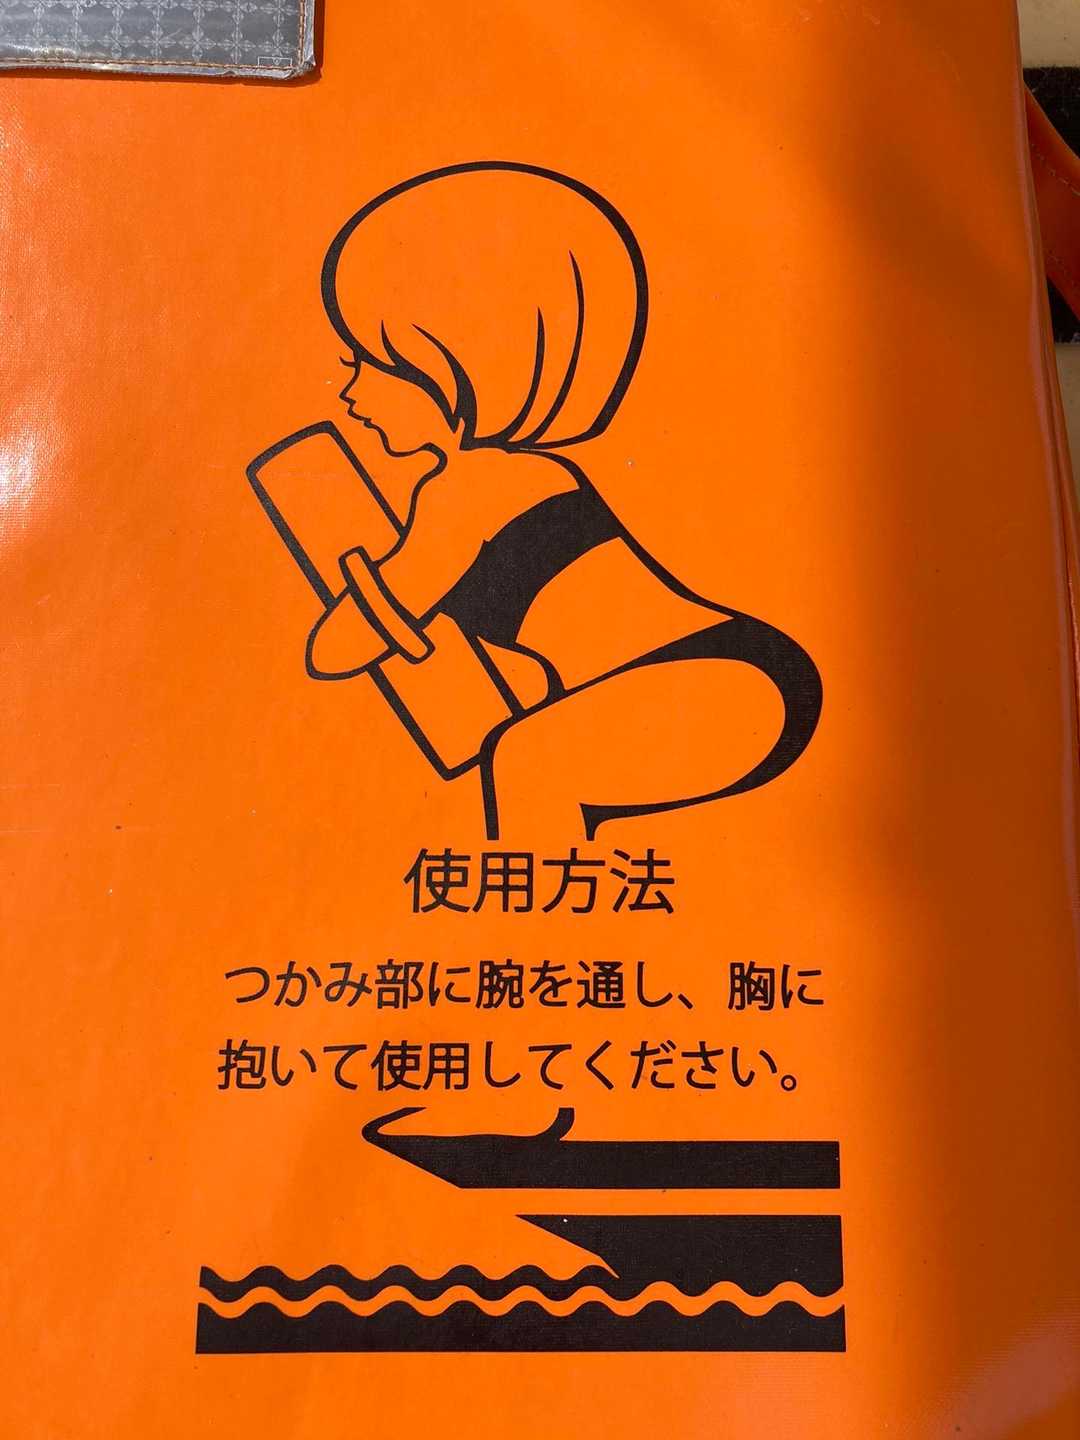 使用方法
つかみ部に腕を通し、胸に
抱いて使用してください。